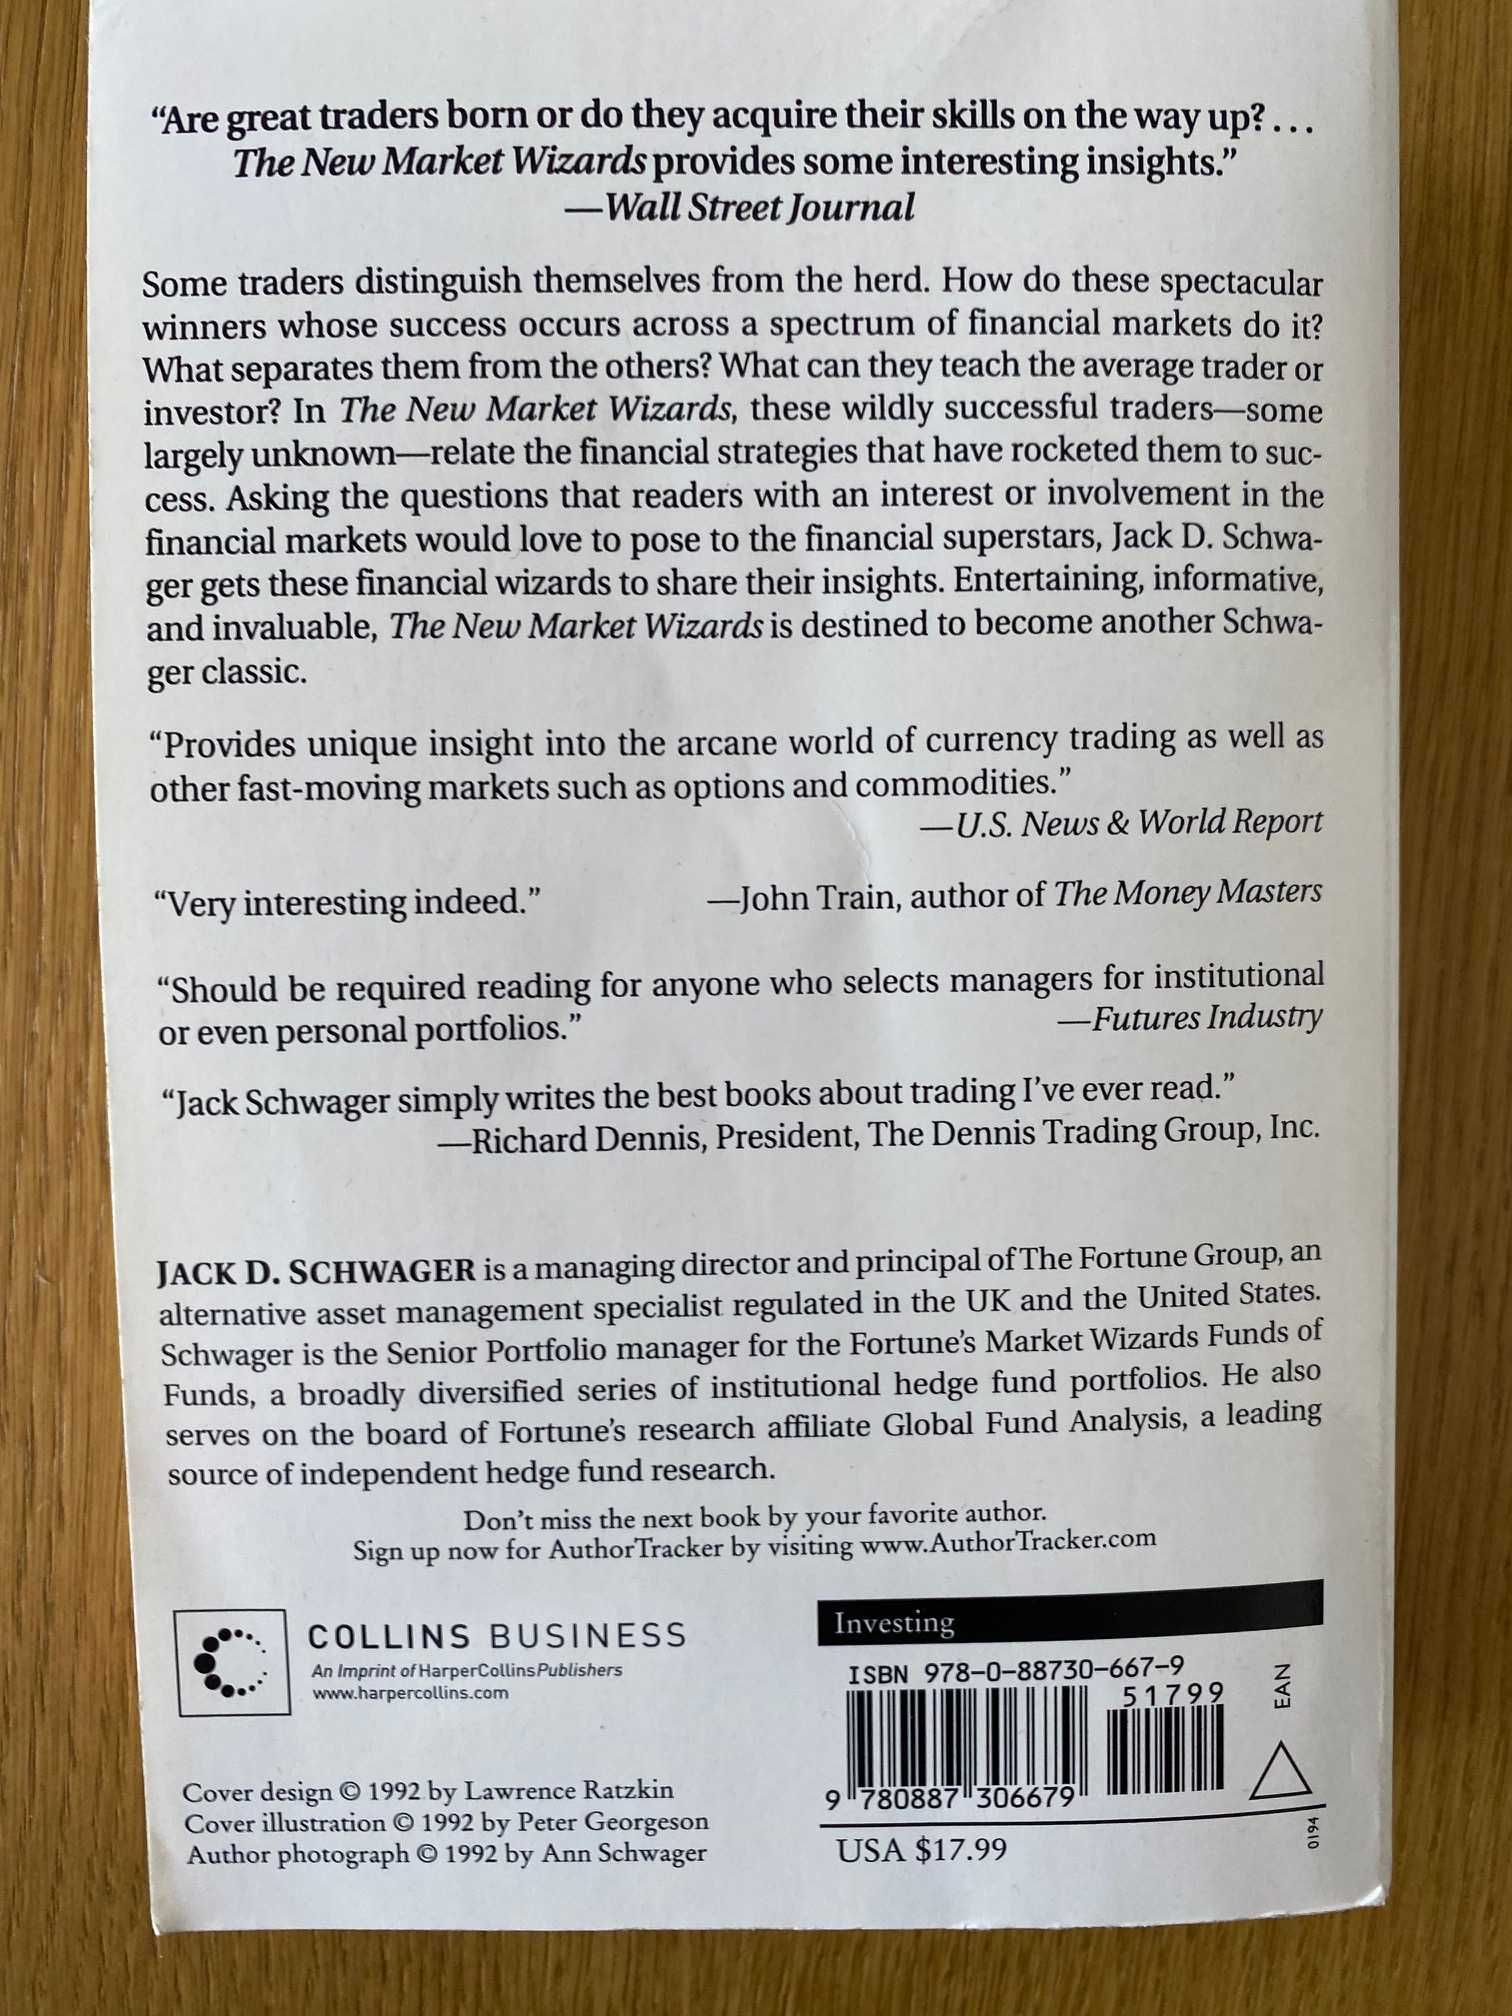 “Are great traders born or do they acquire their skills on the way up? . . .
The New Market Wizards provides some interesting insights.”
—Wall Street Journal
Some traders distinguish themselves from the herd. How do these spectacular
winners whose success occurs across a spectrum of financial markets do it?
What separates them from the others? What can they teach the average trader or
investor? In The New Market Wizards, these wildly successful traders—some
largely unknown—relate the financial strategies that have rocketed them to suc-
cess. Asking the questions that readers with an interest or involvement in the
financial markets would love to pose to the financial superstars, Jack D. Schwa-
ger gets these financial wizards to share their insights. Entertaining, informative,
and invaluable, The New Market Wizards is destined to become another Schwa-
ger classic.
“Provides unique insight into the arcane world of currency trading as well as
other fast-moving markets such as options and commodities.”
—U.S. News & World Report
“Very interesting indeed.” —John Train, author of The Money Masters
“Should be required reading for anyone who selects managers for institutional
or even personal portfolios.” —Futures Industry
“Jack Schwager simply writes the best books about trading I’ve ever read.”
—Richard Dennis, President, The Dennis Trading Group, Inc.
JACK D. SCHWAGER is a managing director and principal of The Fortune Group, an
alternative asset management specialist regulated in the UK and the United States.
Schwager is the Senior Portfolio manager for the Fortune’s Market Wizards Funds of
Funds, a broadly diversified series of institutional hedge fund portfolios. He also
serves on the board of Fortune’s research affiliate Global Fund Analysis, a leading
source of independent hedge fund research.
Don’t miss the next book by your favorite author.
Sign up now for AuthorTracker by visiting www.AuthorTracker.com
COLLINS BUSINESS
An Imprint of HarperCollinsPublishers
www.harpercollins.com
Cover design © 1992 by Lawrence Ratzkin
Cover illustration © 1992 by Peter Georgeson
Author photograph © 1992 by Ann Schwager
Investing
ISBN 978-0-88730-667-9
51799
EAN
9 780887 306679
0194
USA $17.99